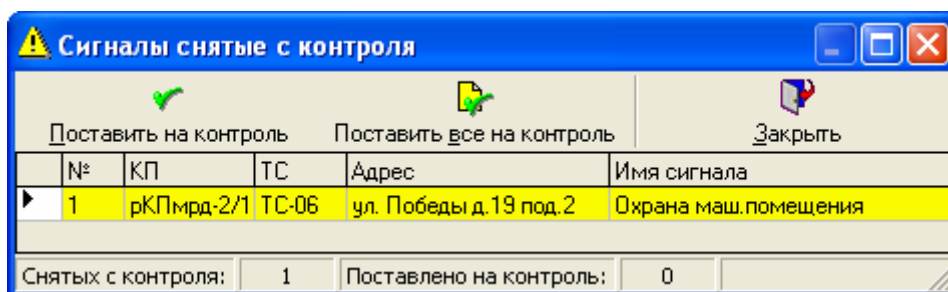 Сигналы снятые с контроля
Поставить на контроль Поставить все на контроль Закрыть
№ КП ТС Адрес Имя сигнала
1 рКПмрд-2/1 ТС-06 ул. Победы д.19 под.2 Охрана маш.помещения
Снятых с контроля: 1 Поставлено на контроль: 0